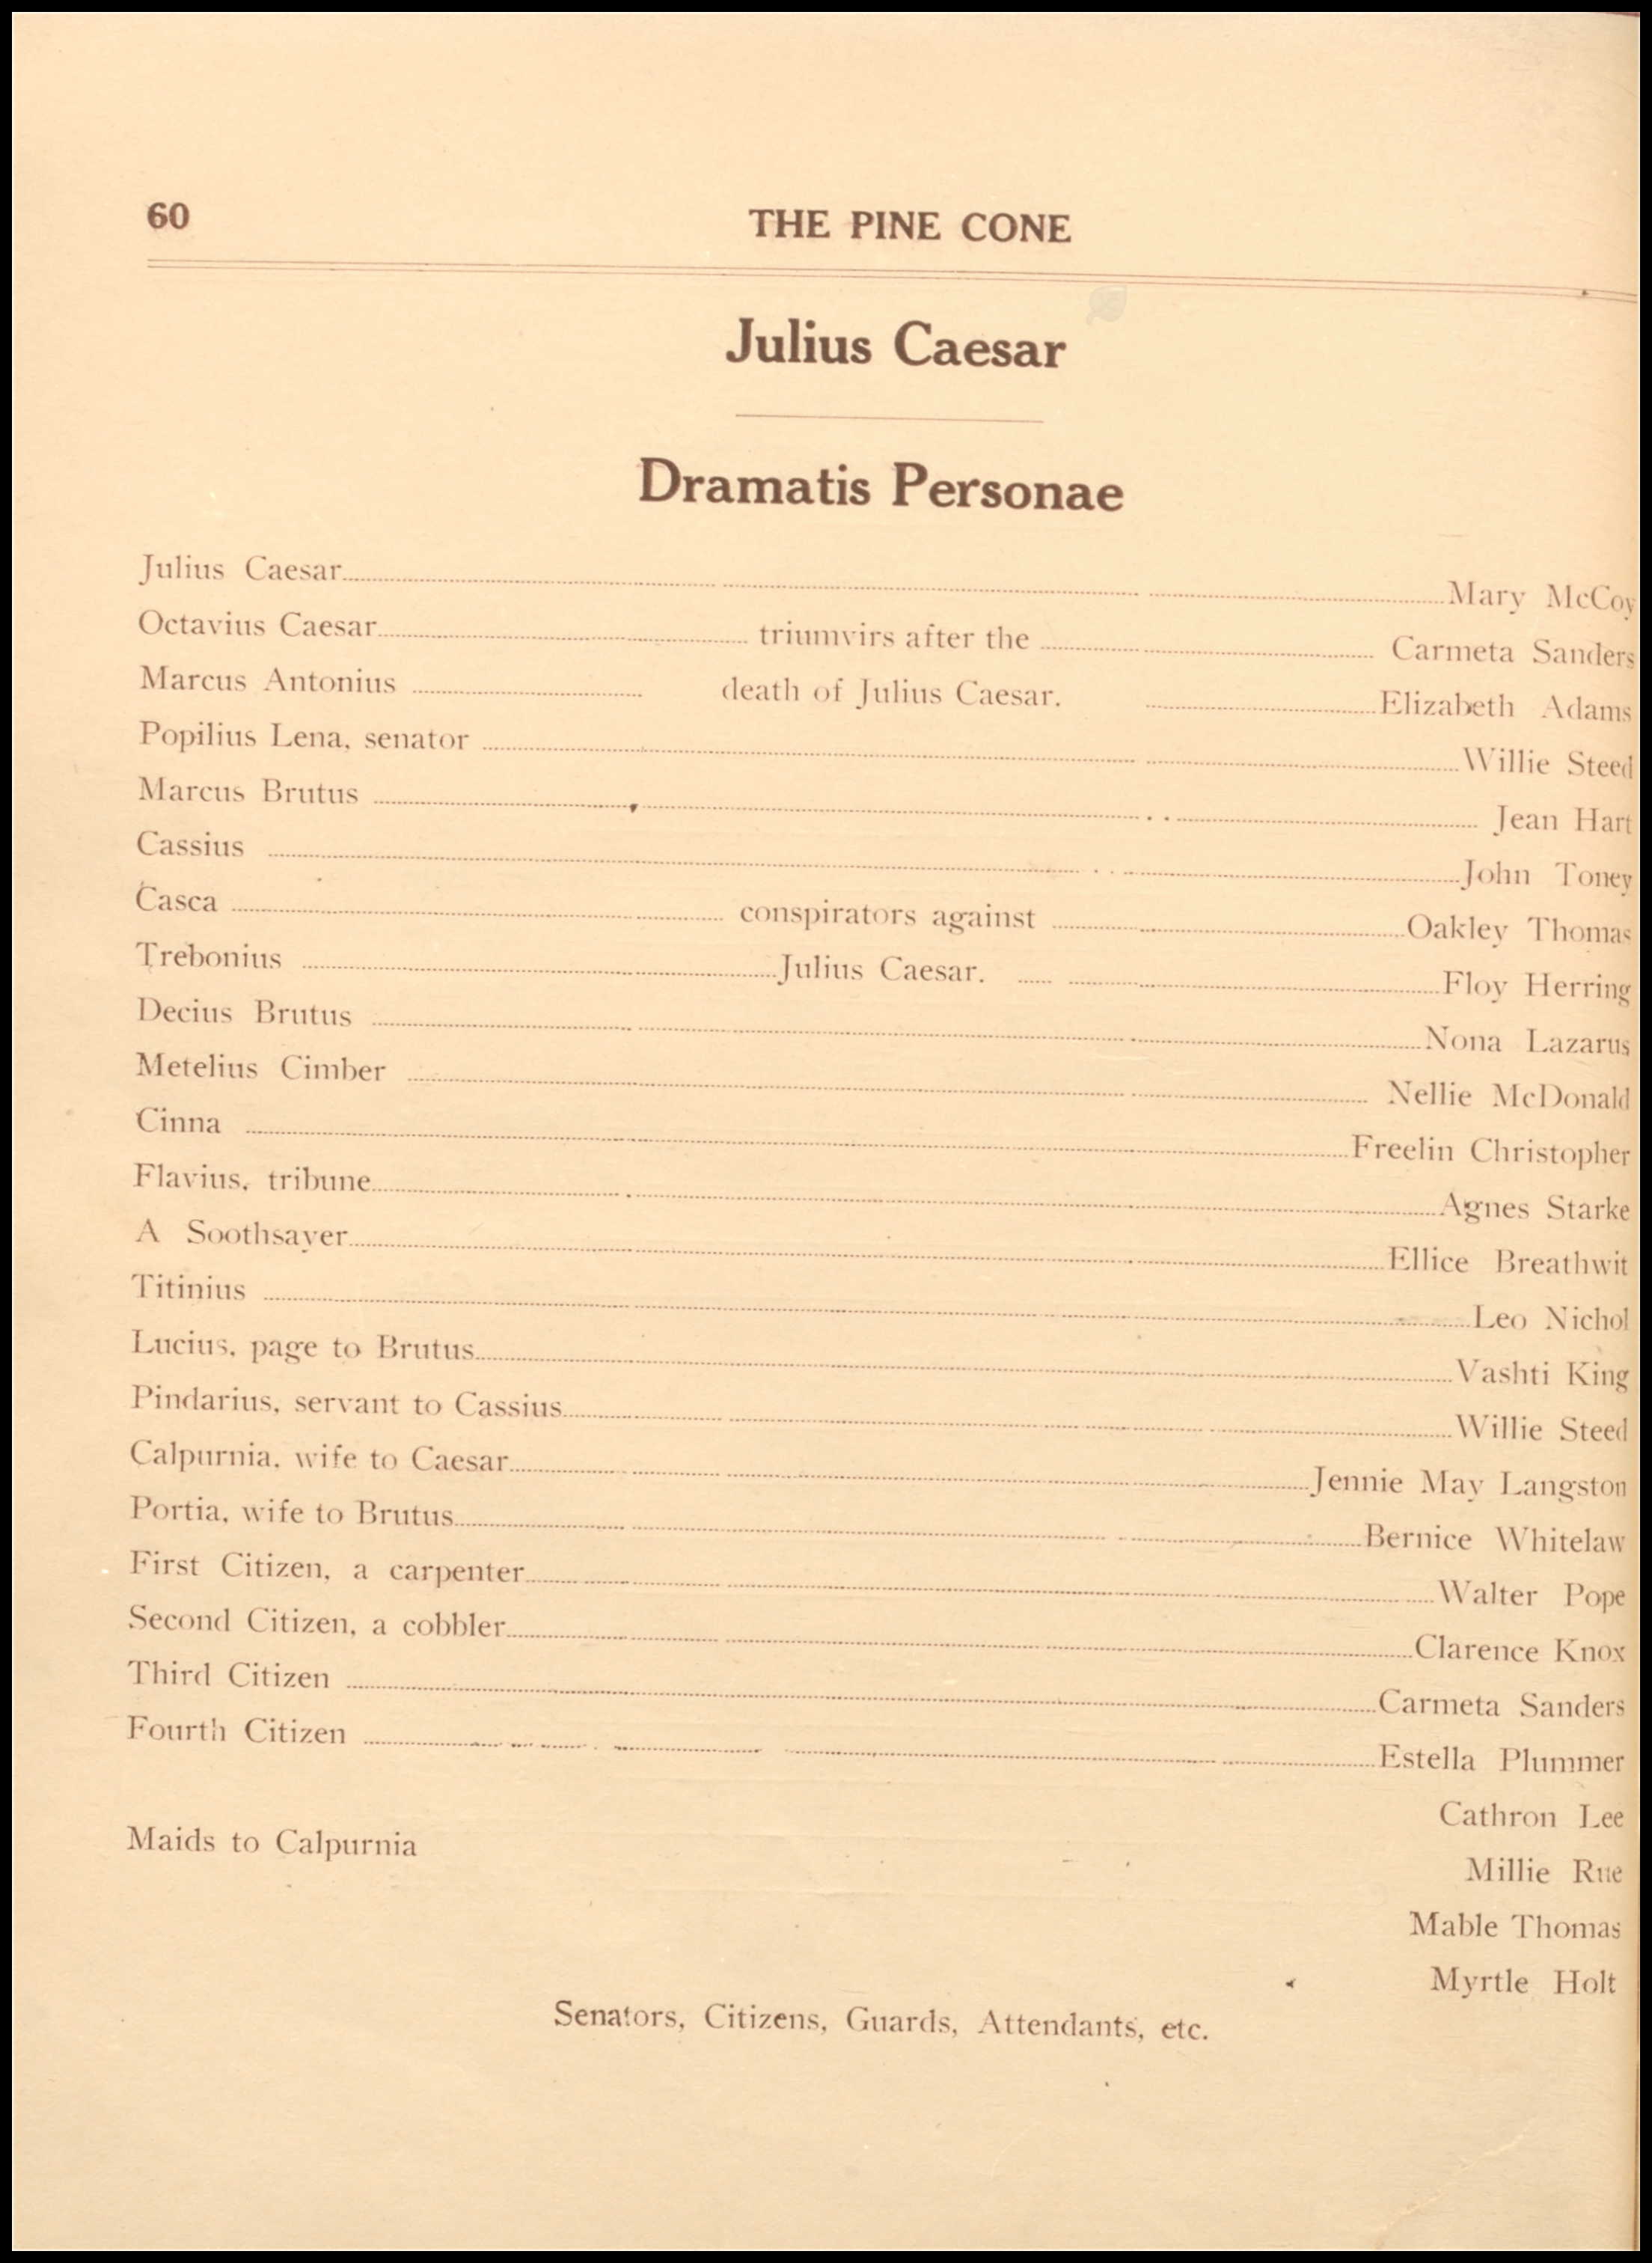 60 THE PINE CONE
Julius Caesar
Dramatis Personae
Julius Caesar Mary McCoy
Octavius Caesar triumvirs after the Carmeta Sanders
Marcus Antonius death of Julius Caesar. Elizabeth Adams
Popilius Lena, senator Willie Steed
Marcus Brutus Jean Hart
Cassius John Toney
Casca conspirators against Oakley Thomas
Trebonius Julius Caesar. Floy Herring
Decius Brutus Nona Lazarus
Metelius Cimber Nellie McDonald
Cinna Freelin Christopher
Flavius, tribune Agnes Starke
A Soothsayer Ellice Breathwit
Titinius Leo Nichol
Lucius, page to Brutus Vashti King
Pindarius, servant to Cassius Willie Steed
Calpurnia, wife to Caesar Jennie May Langston
Portia, wife to Brutus Bernice Whitelaw
First Citizen, a carpenter Walter Pope
Second Citizen, a cobbler Clarence Knox
Third Citizen Carmeta Sanders
Fourth Citizen Estella Plummer
Cathron Lee
Maids to Calpurnia
Millie Rue
Mable Thomas
Myrtle Holt
Senators, Citizens, Guards, Attendants, etc.